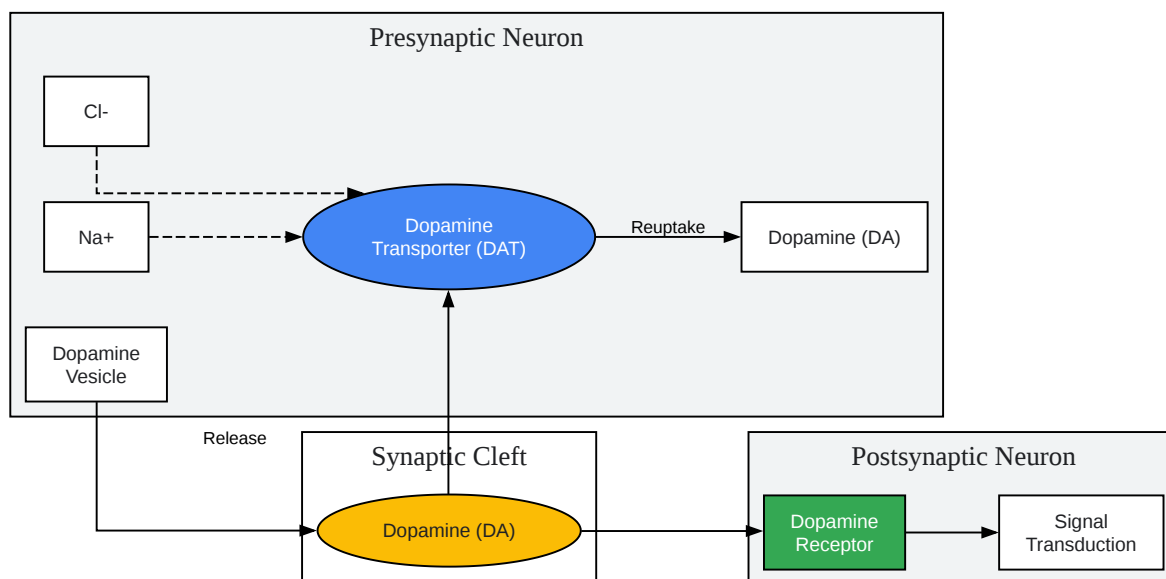 Presynaptic Neuron
Cl-
Na+
Dopamine
Transporter (DAT)
Reuptake
Dopamine (DA)
Dopamine
Vesicle
Release
Synaptic Cleft
Dopamine (DA)
Postsynaptic Neuron
Dopamine
Receptor
Signal
Transduction